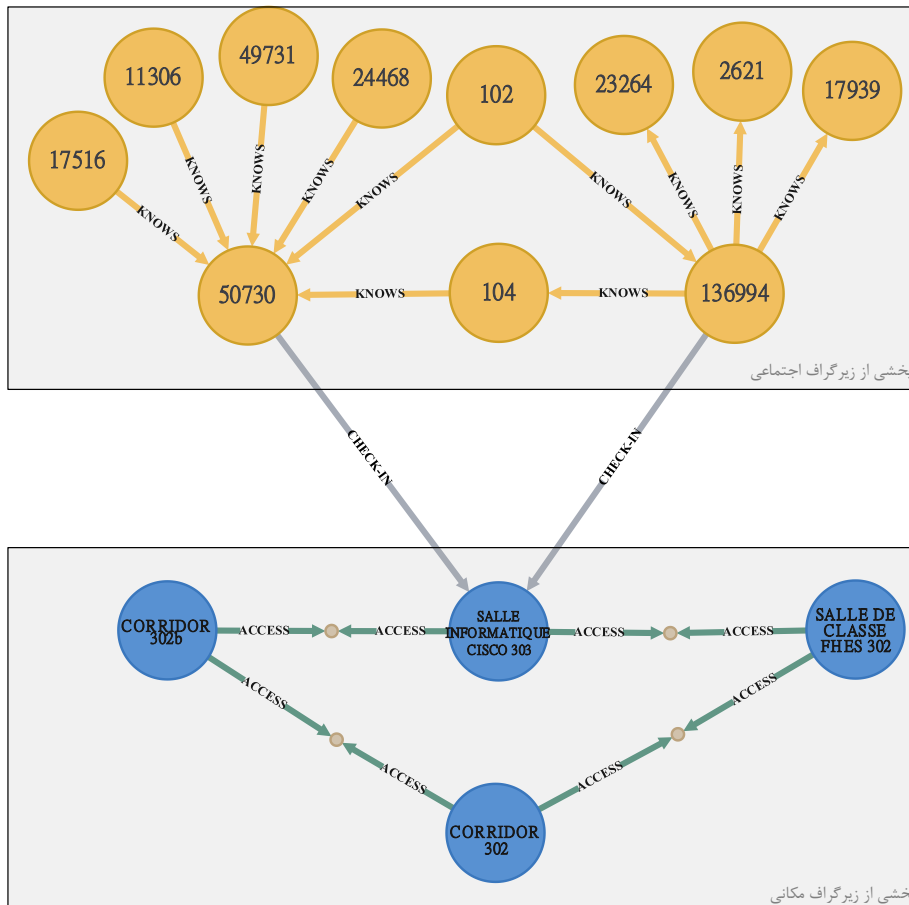 49731
11306
24468
2621
23264
102
17939
17516
KNOWS
KNOWS
KNOWS
KNOWS
KNOWS
KNOWS
KNOWS
KNOWS
KNOWS
50730
KNOWS
104
KNOWS
136994
بخشی از زیرگراف اجتماعی
CHECK-IN
CHECK-IN
CORRIDOR
302b
ACCESS
ACCESS
SALLE
INFORMATIQUE
CISCO 303
ACCESS
ACCESS
SALLE DE
CLASSE
FHES 302
ACCESS
ACCESS
ACCESS
ACCESS
CORRIDOR
302
بخشی از زیرگراف مکانی